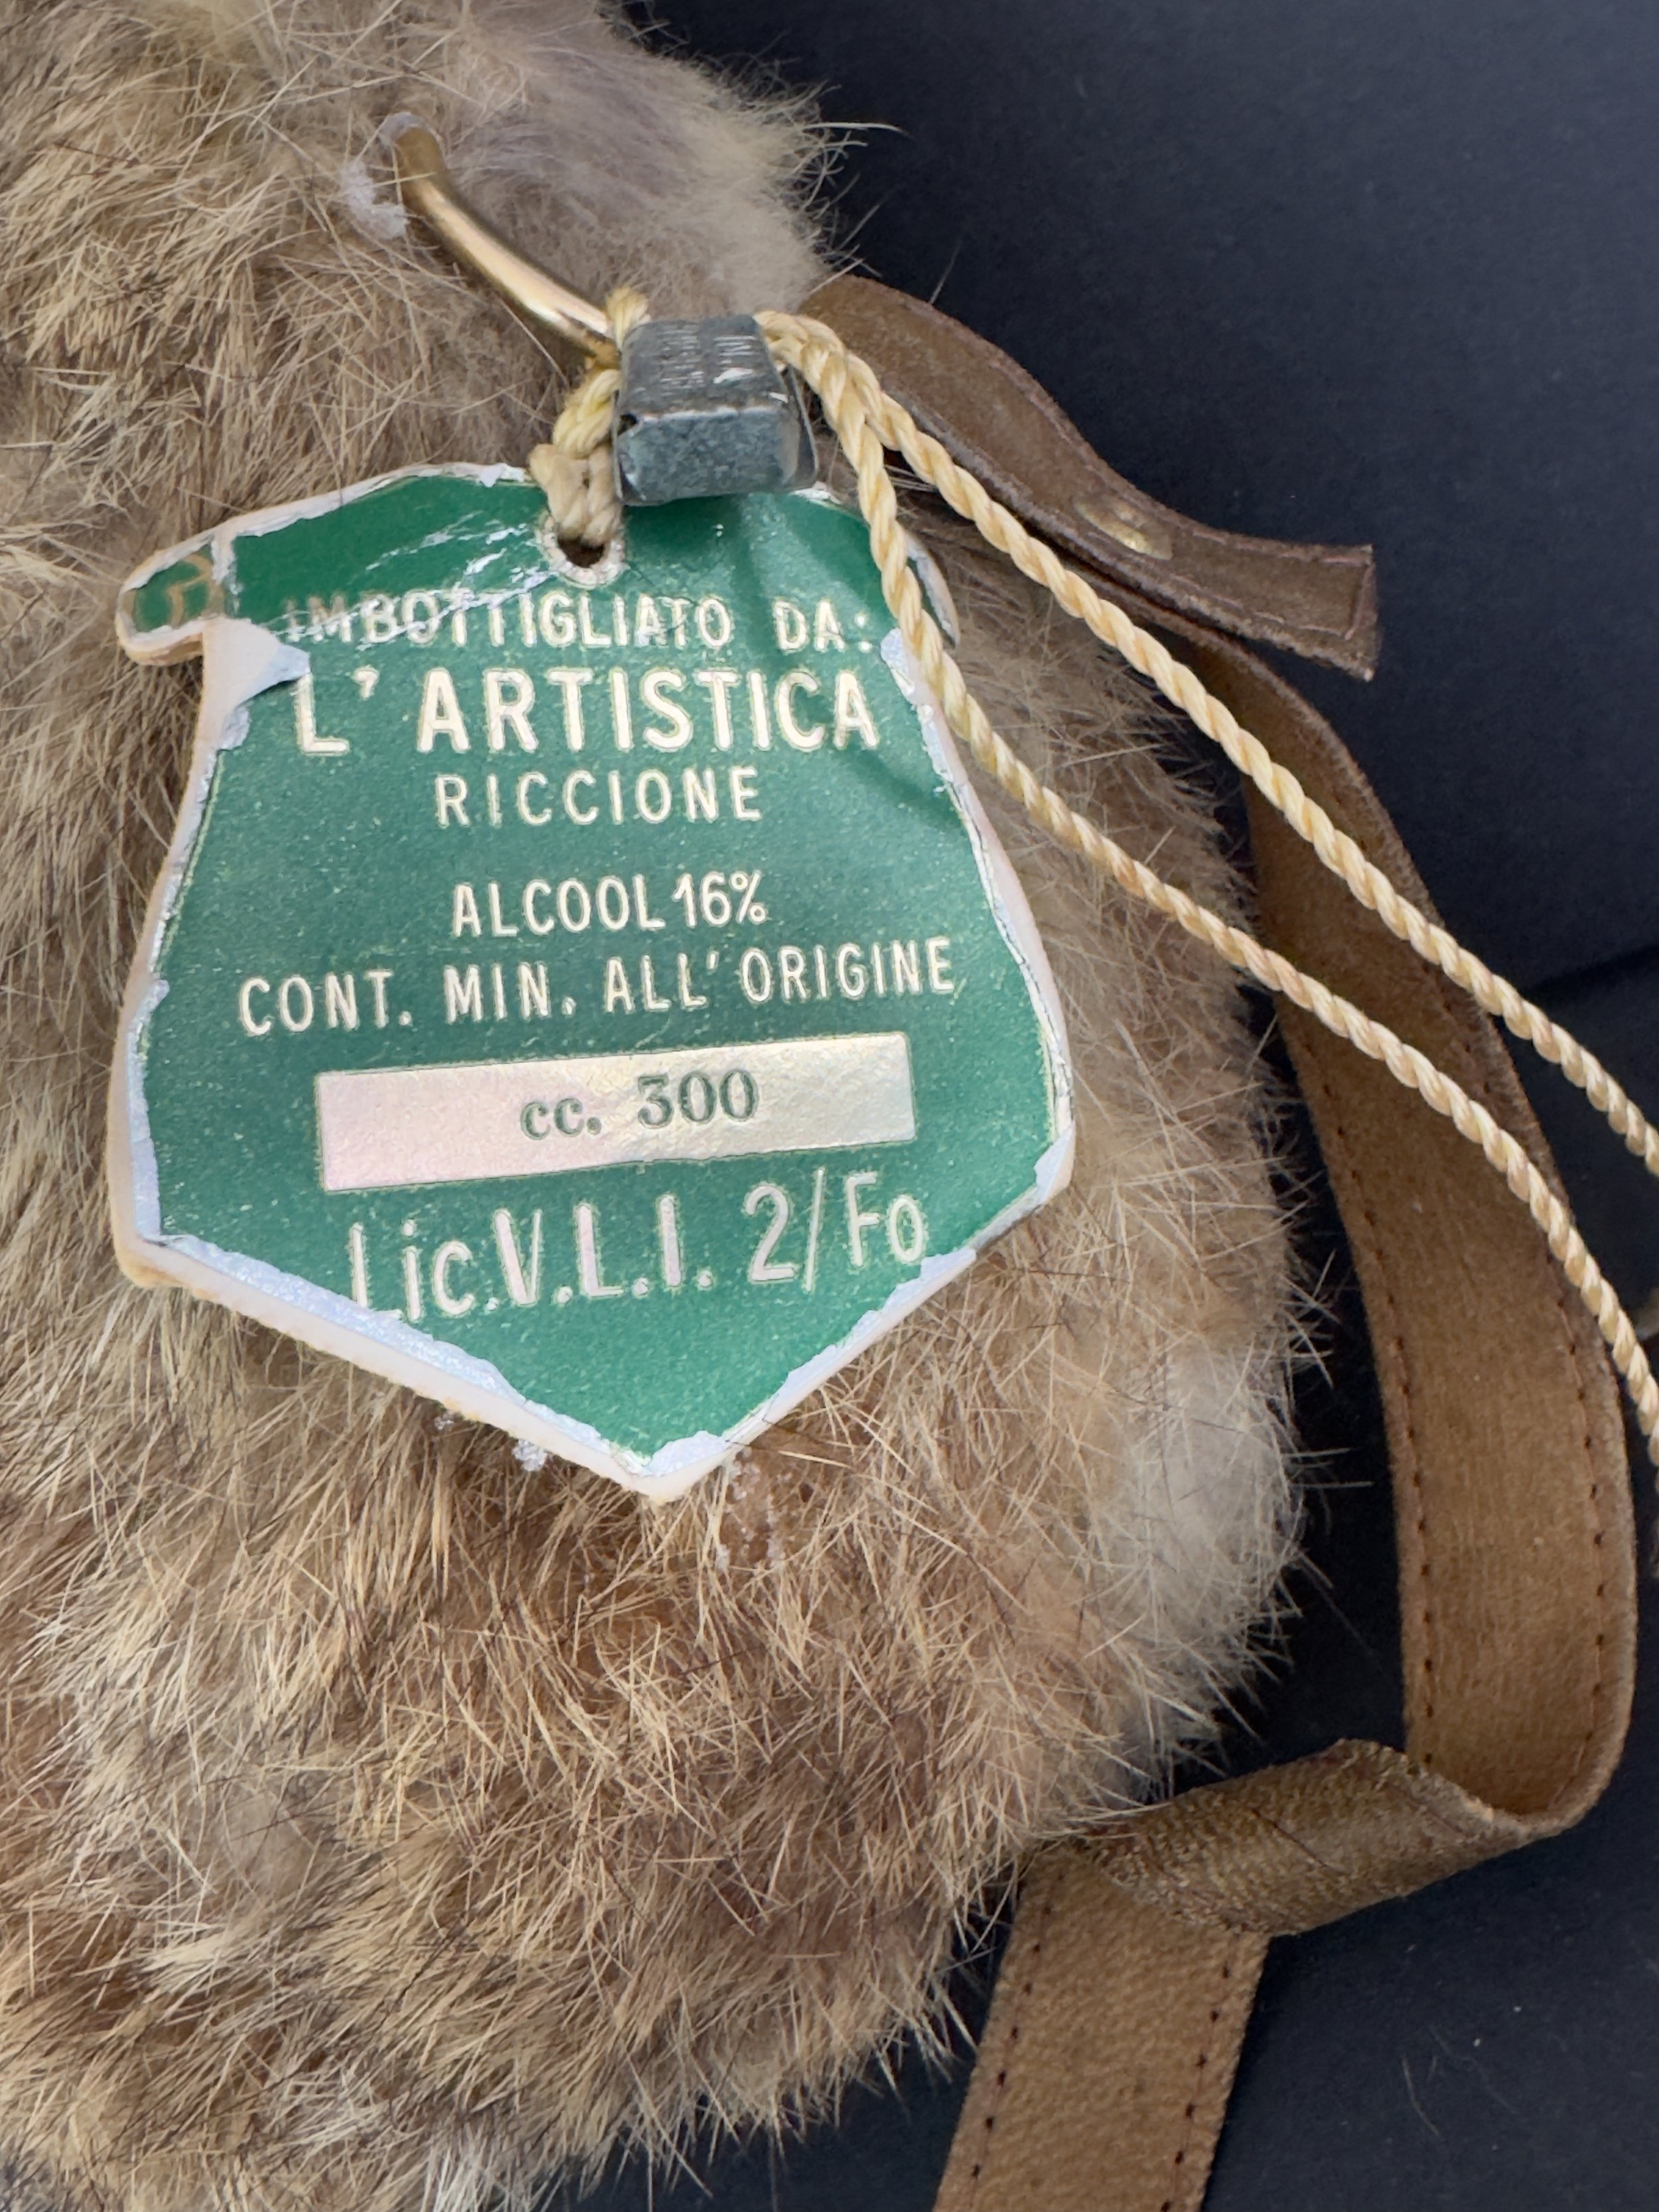 IMBOTTIGLIATO DA:
L'ARTISTICA
RICCIONE
ALCOOL 16%
CONT. MIN. ALL'ORIGINE
cc. 300
Lic.V.L.I. 2/Fo